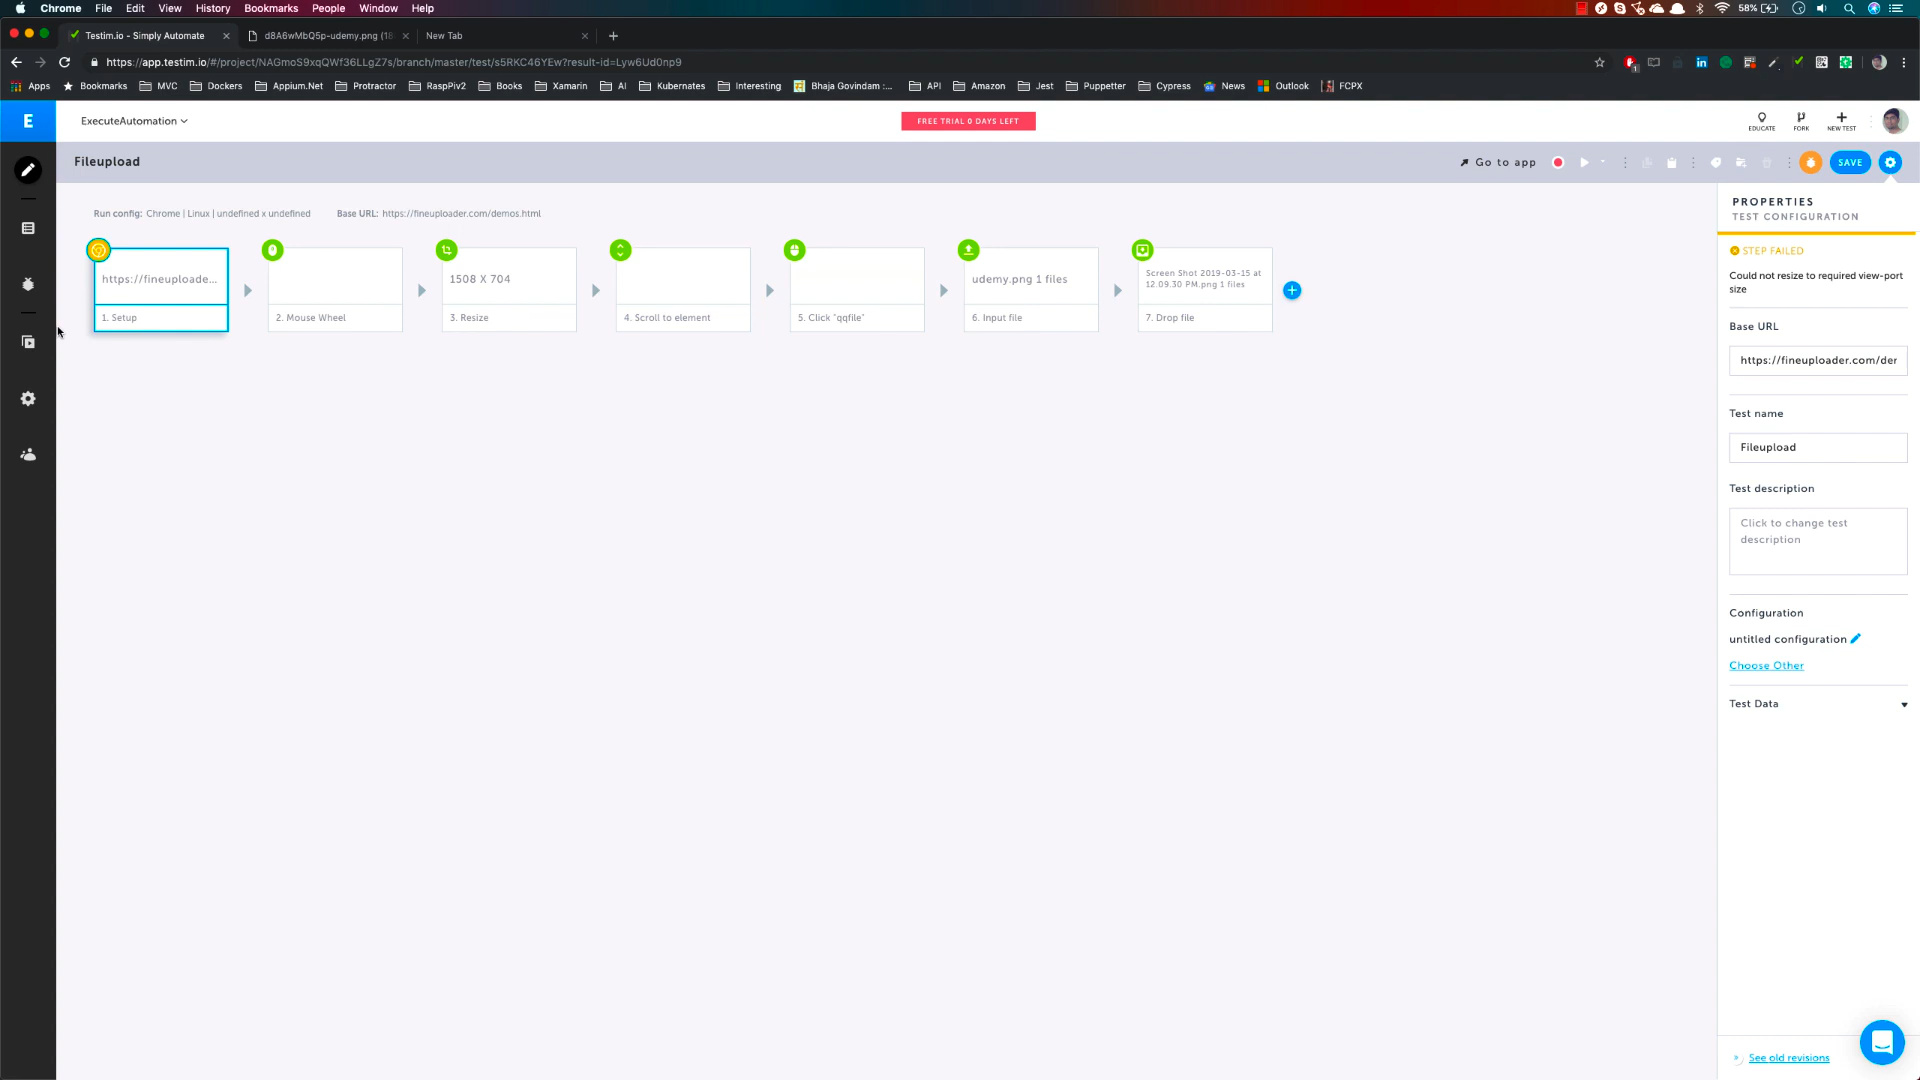 Chrome File Edit View History Bookmarks People Window Help 58%
Testim.io - Simply Automate d8A6wMbQ5p-udemy.png (18 New Tab
https://app.testim.io/#/project/NAGmoS9xqQWf36LLgZ7s/branch/master/test/s5RKC46YEw?result-id=Lyw6Ud0np9
Apps Bookmarks MVC Dockers Appium.Net Protractor RaspPiv2 Books Xamarin AI Kubernates Interesting Bhaja Govindam :... API Amazon Jest Puppetter Cypress News Outlook FCPX
E ExecuteAutomation FREE TRIAL 0 DAYS LEFT EDUCATE FORK NEW TEST
Fileupload Go to app SAVE
Run config: Chrome | Linux | undefined x undefined Base URL: https://fineuploader.com/demos.html
https://fineuploade...
1. Setup
2. Mouse Wheel
1508 X 704
3. Resize
4. Scroll to element
5. Click "qqfile"
udemy.png 1 files
6. Input file
Screen Shot 2019-03-15 at
12.09.30 PM.png 1 files
7. Drop file
PROPERTIES
TEST CONFIGURATION
STEP FAILED
Could not resize to required view-port
size
Base URL
https://fineuploader.com/der
Test name
Fileupload
Test description
Click to change test
description
Configuration
untitled configuration
Choose Other
Test Data
See old revisions